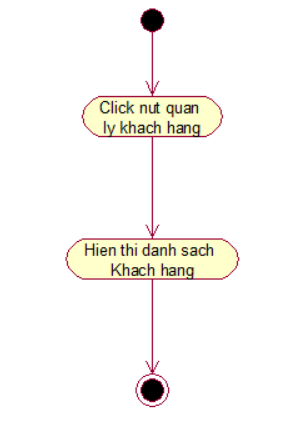 Click nut quan
ly khach hang
Hien thi danh sach
Khach hang